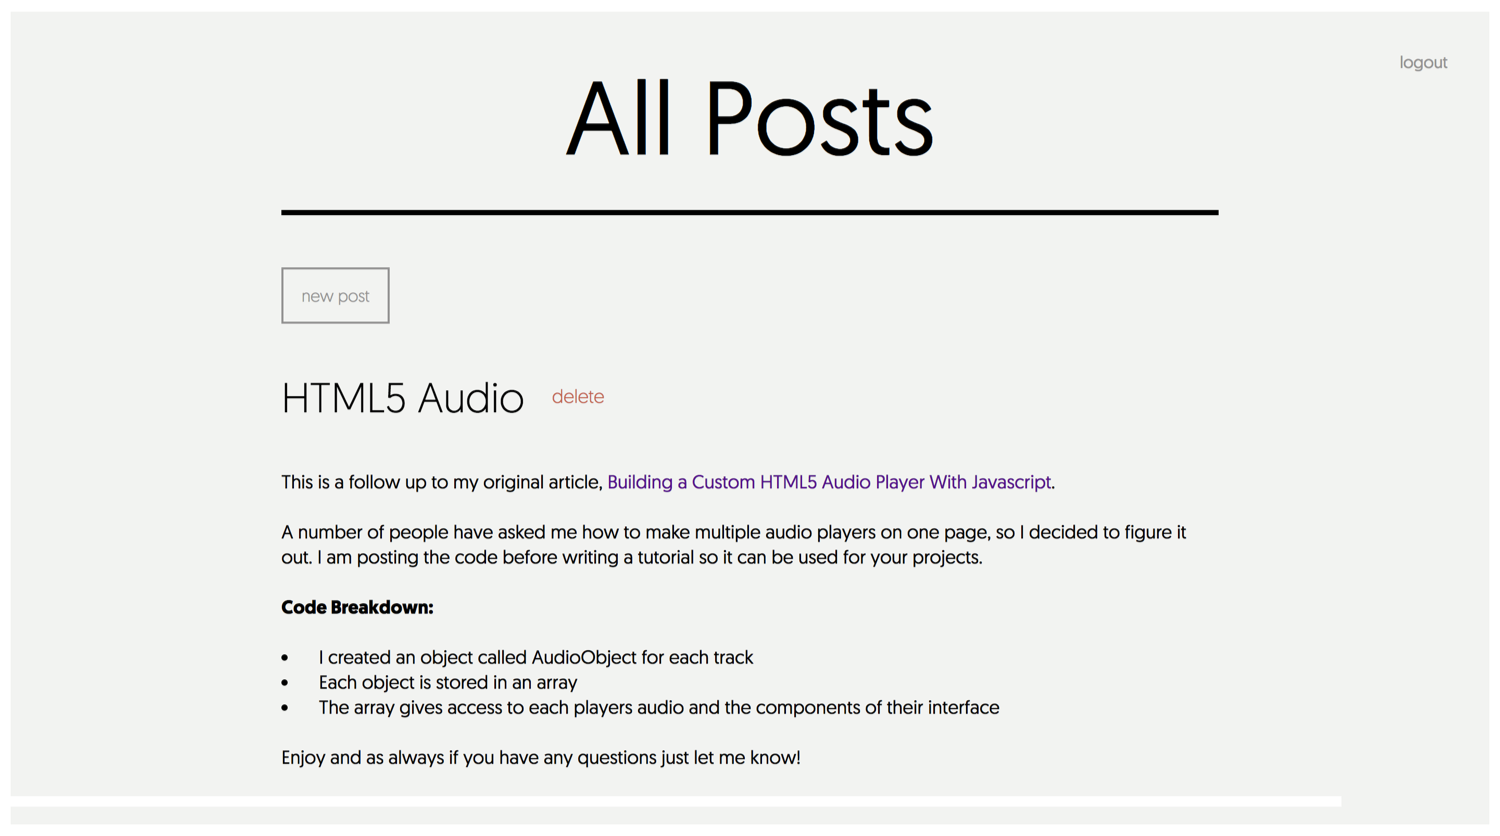 logout
All Posts
new post
HTML5 Audio delete
This is a follow up to my original article, Building a Custom HTML5 Audio Player With Javascript.
A number of people have asked me how to make multiple audio players on one page, so I decided to figure it
out. I am posting the code before writing a tutorial so it can be used for your projects.
Code Breakdown:
• I created an object called AudioObject for each track
• Each object is stored in an array
• The array gives access to each players audio and the components of their interface
Enjoy and as always if you have any questions just let me know!